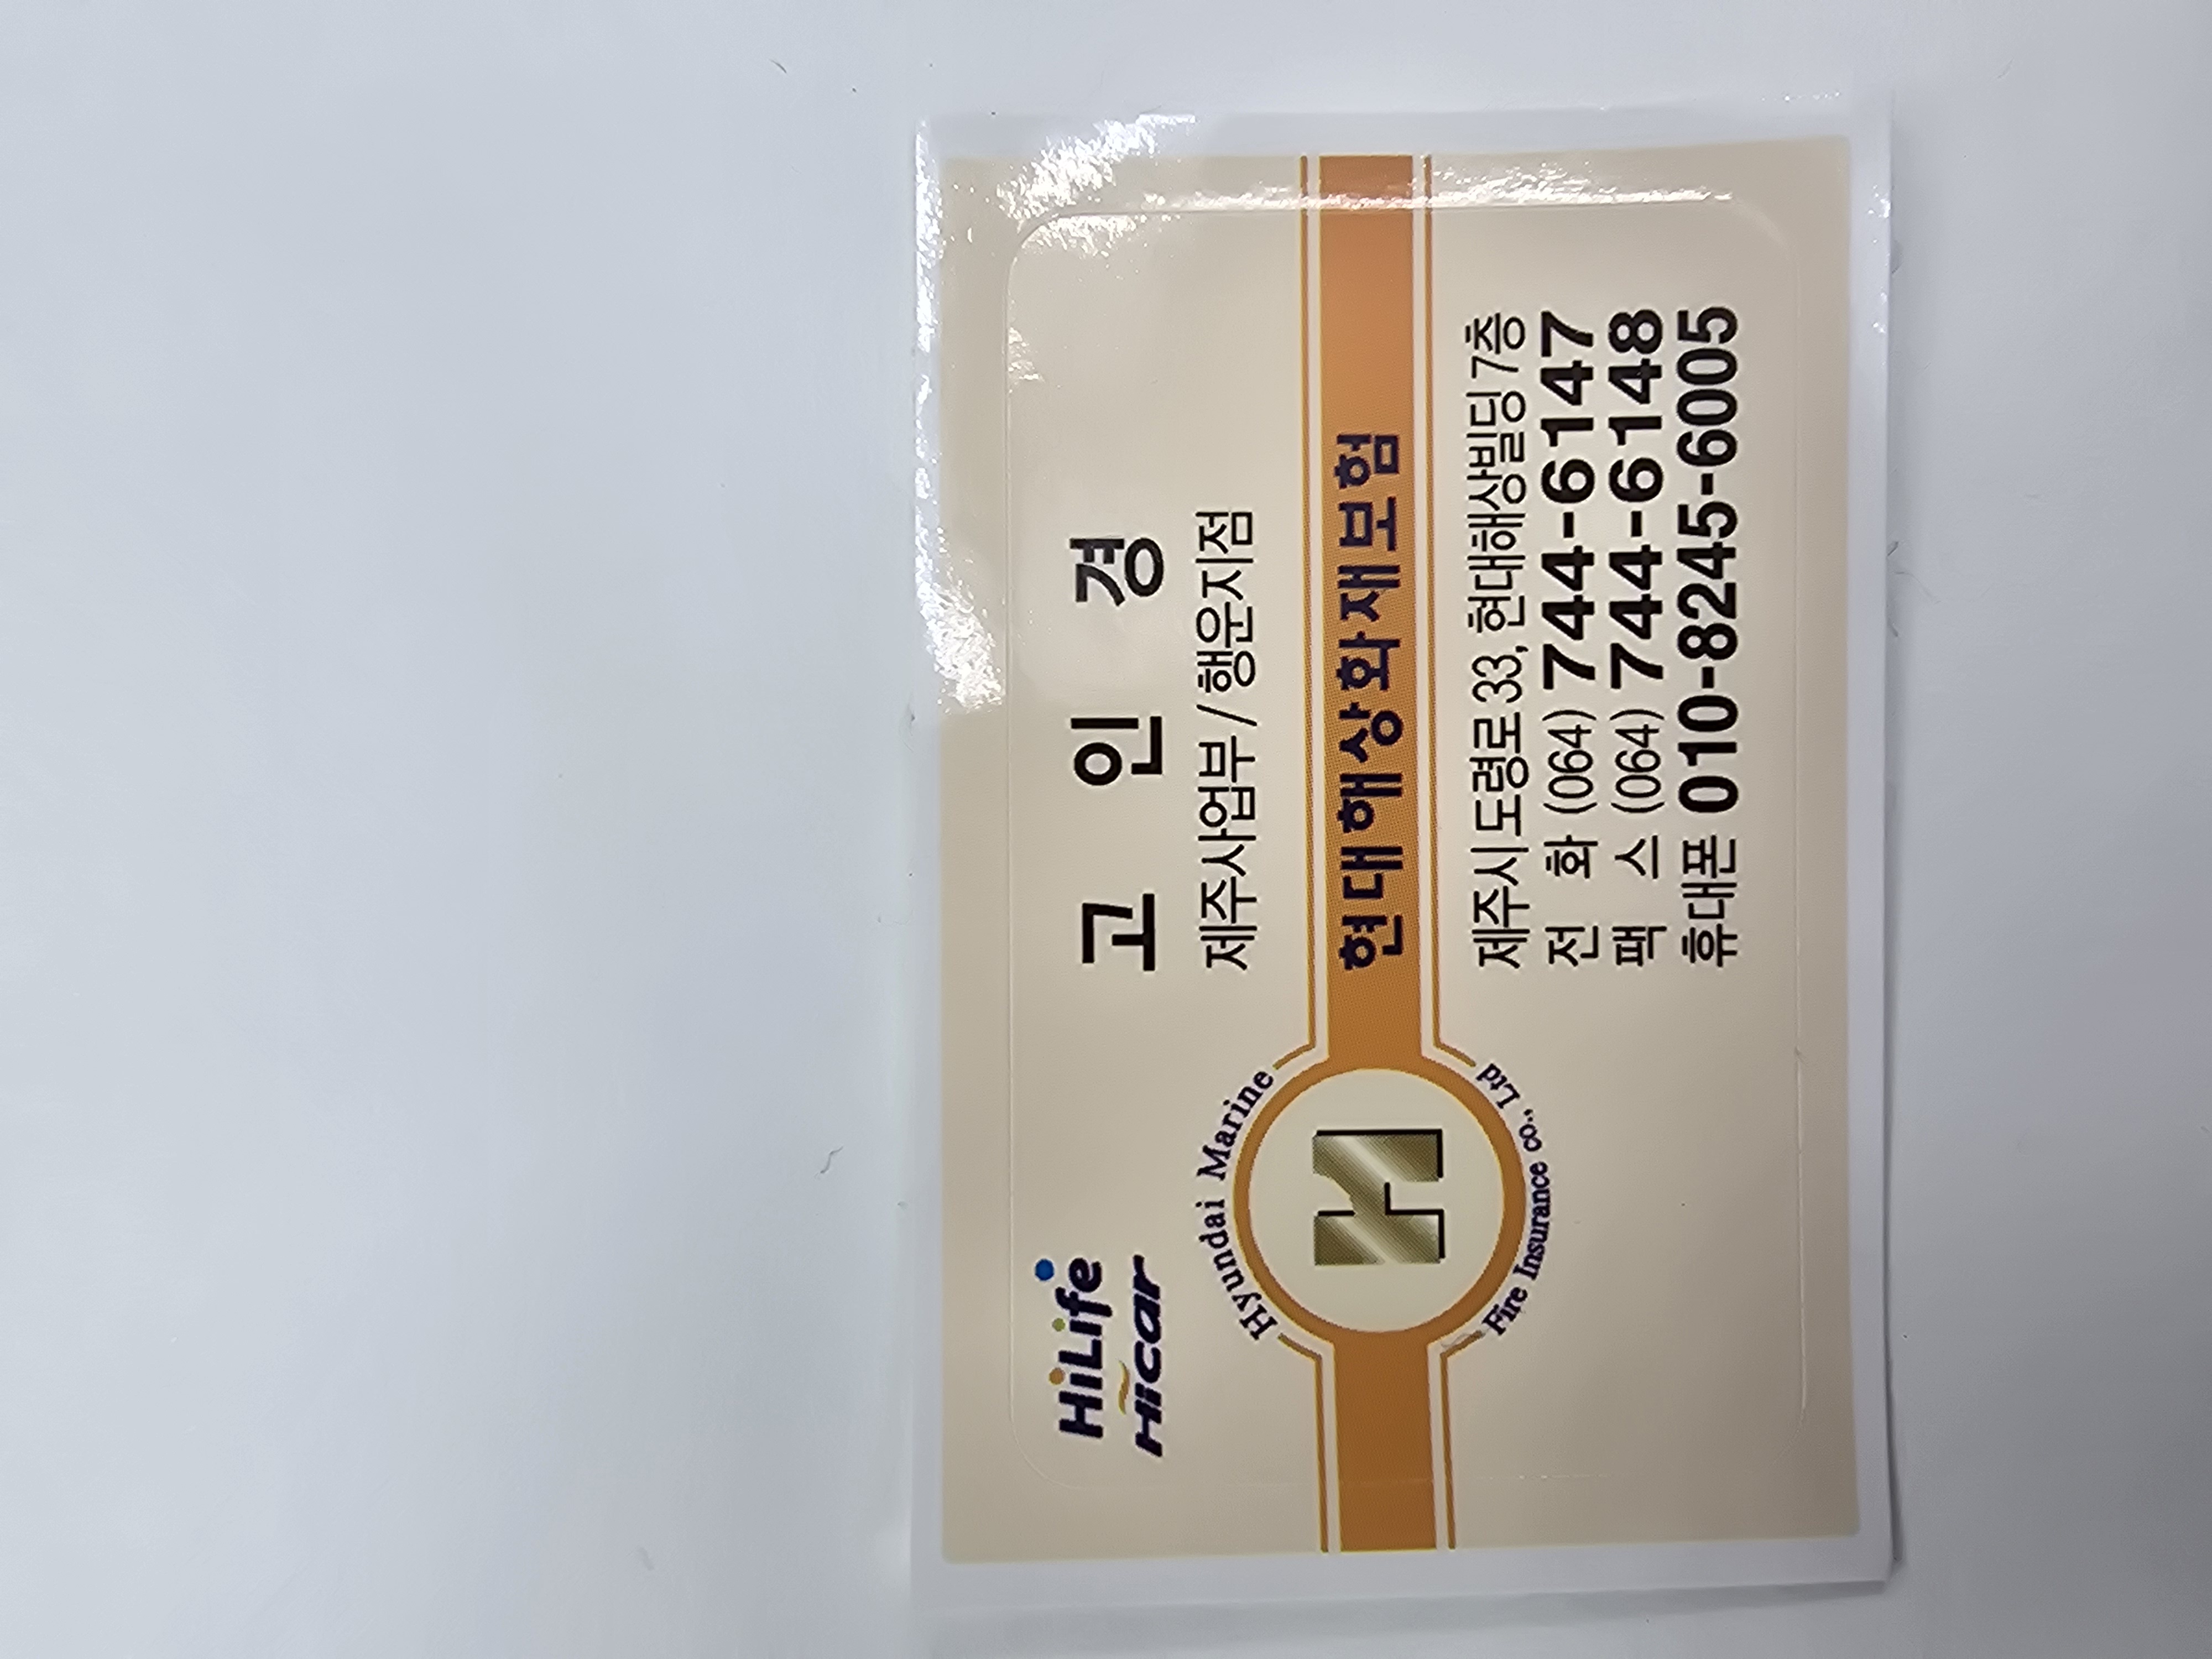 HiLife
Hicar
고 인 경
제주사업부 / 행운지점
Hyundai Marine
H
Fire Insurance co., Ltd
현대해상화재보험
제주시 도령로 33, 현대해상빌딩 7층
전 화 (064) 744-6147
팩 스 (064) 744-6148
휴대폰 010-8245-6005